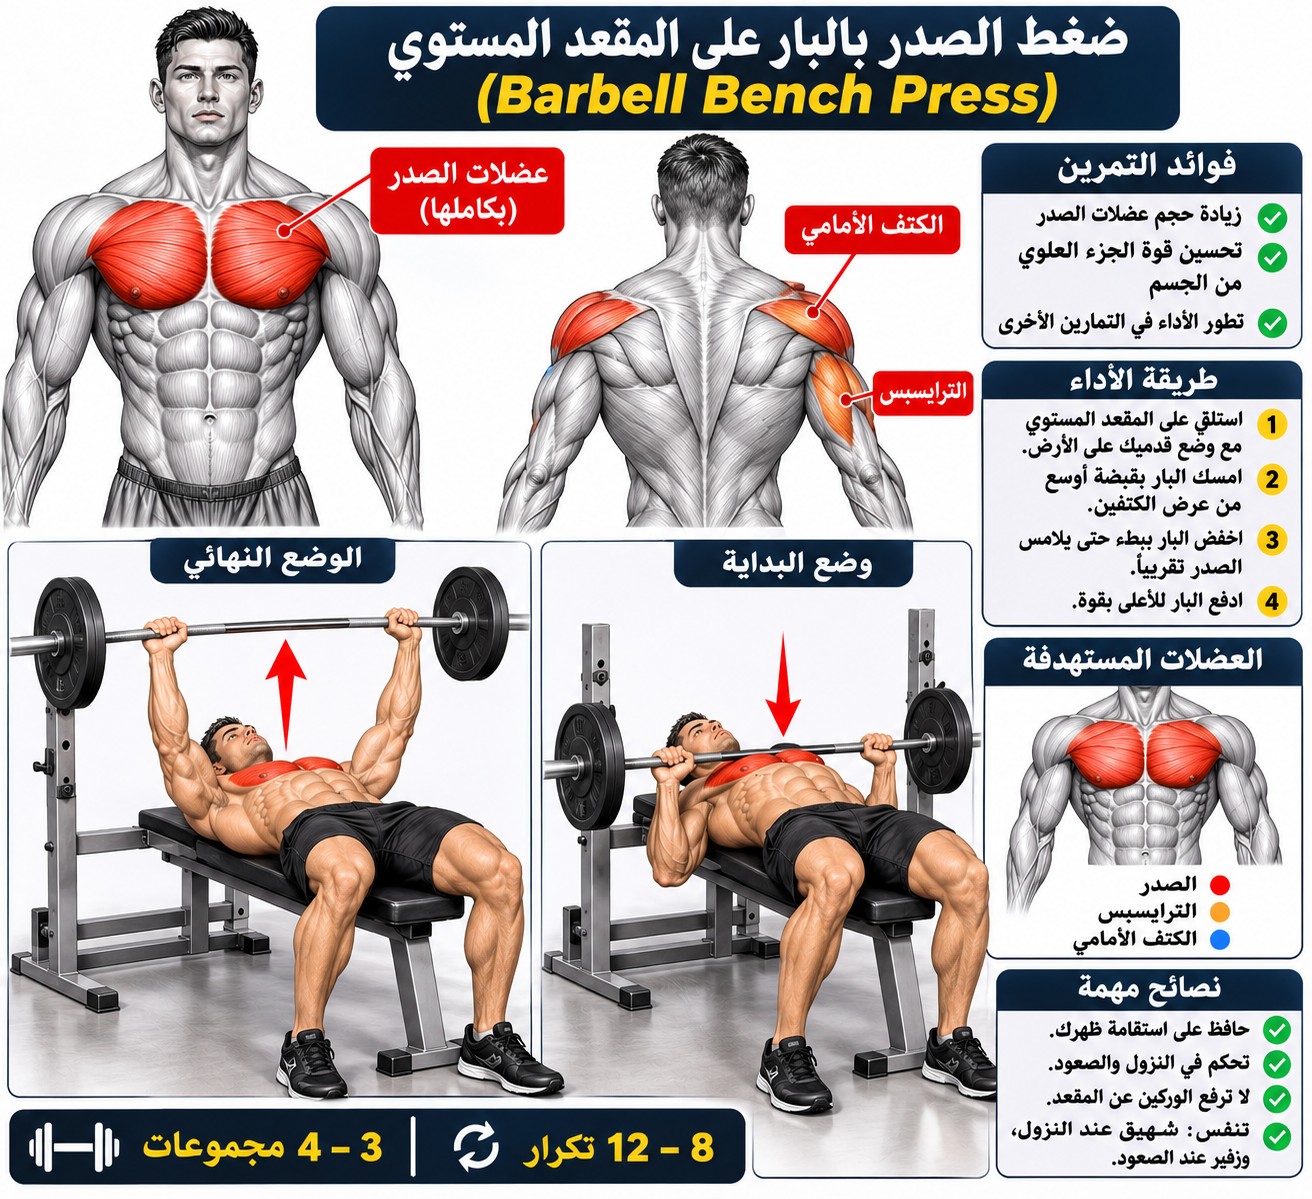 ضغط الصدر بالبار على المقعد المستوي
(Barbell Bench Press)
عضلات الصدر
(بكاملها)
الكتف الأمامي
الترايسبس
فوائد التمرين
زيادة حجم عضلات الصدر
تحسين قوة الجزء العلوي
من الجسم
تطور الأداء في التمارين الأخرى
طريقة الأداء
1 استلقِ على المقعد المستوي
مع وضع قدميك على الأرض.
2 امسك البار بقبضة أوسع
من عرض الكتفين.
3 اخفض البار ببطء حتى يلامس
الصدر تقريباً.
4 ادفع البار للأعلى بقوة.
العضلات المستهدفة
الصدر
الترايسبس
الكتف الأمامي
نصائح مهمة
حافظ على استقامة ظهرك.
تحكم في النزول والصعود.
لا ترفع الوركين عن المقعد.
تنفس: شهيق عند النزول،
وزفير عند الصعود.
وضع البداية
الوضع النهائي
8 – 12 تكرار
3 – 4 مجموعات